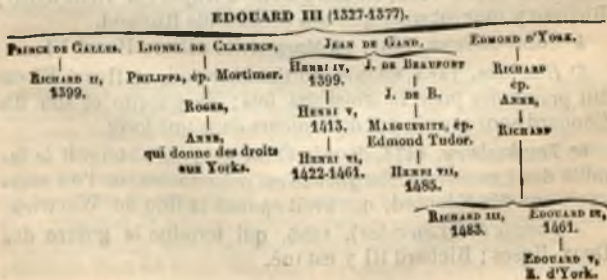 EDOUARD III (1327-1377).
PRINCE DE GALLES. LIONEL DE CLARENCE. JEAN DE GAND. EDMOND D'YORK.
RICHARD II, 1399.
PHILIPPA, ép. Mortimer.
ROGER,
ANNE, qui donne des droits aux Yorks.
HENRI IV, 1399.
HENRI V, 1413.
HENRI VI, 1422-1461.
J. DE BEAUFORT
J. DE B.
MARGUERITE, ép. Edmond Tudor.
HENRI VII, 1485.
RICHARD ép. ANNE,
RICHARD
RICHARD III, 1483.
EDOUARD IV, 1461.
EDOUARD V, R. d'York.